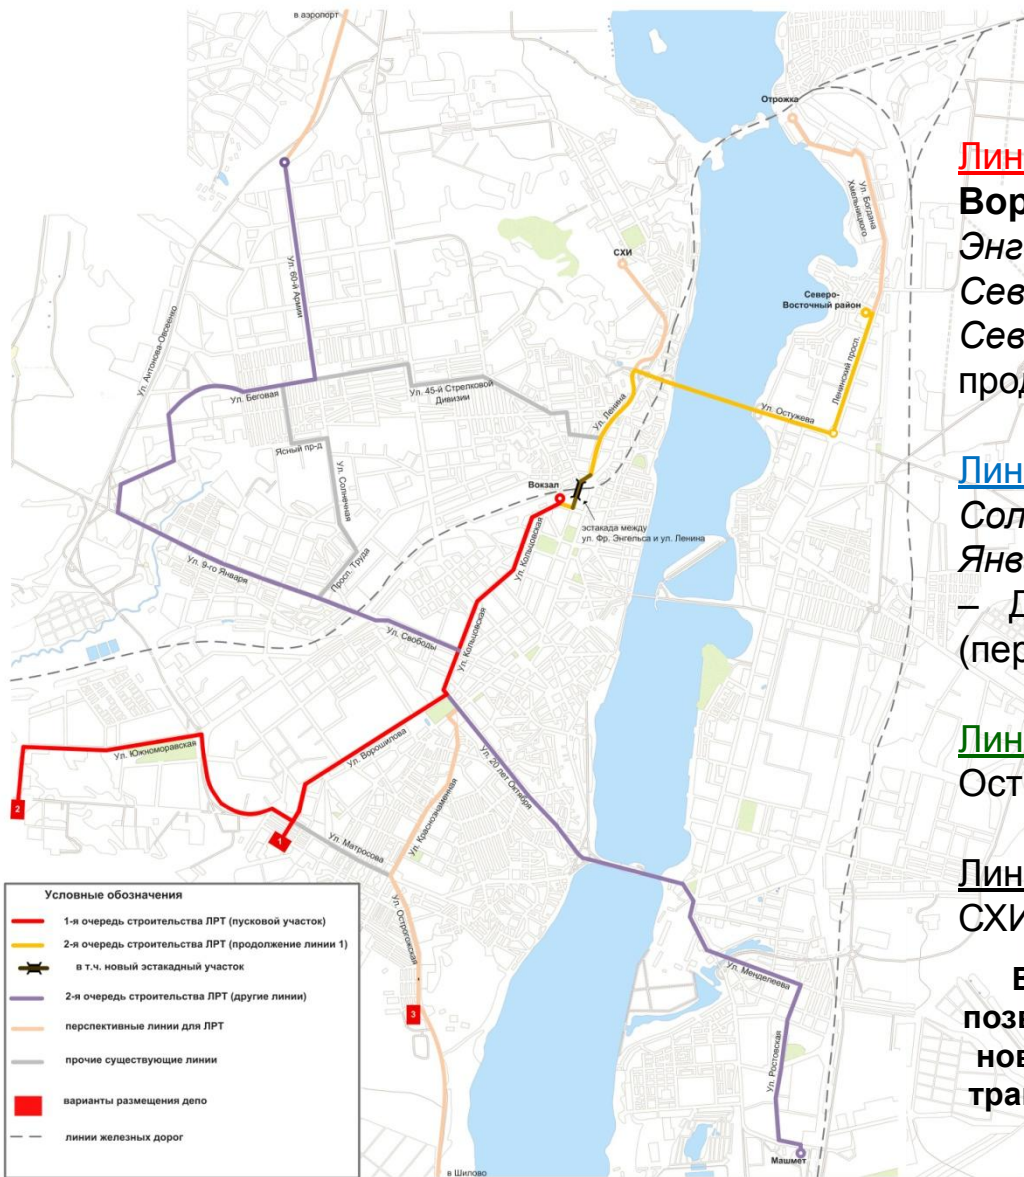 в аэропорт
Отрожка
Ул. Богдана
Хмельницкого
СХИ
Северо-
Восточный район
Ленинский просп.
Ул. 60-й Армии
Ул. Антонова-Овсеенко
Ул. Беговая
Ул. 45-й Стрелковой
Дивизии
Ул. Ленина
Ул. Остужева
Ясный пр-д
Ул. Солнечная
Вокзал
эстакада между
ул. Фр. Энгельса и ул. Ленина
Ул. Кольцовская
Просп. Труда
Ул. 9-го Января
Ул. Свободы
Ул. Кольцовская
Ул. Южноморавская
Ул. Ворошилова
Ул. 20 лет Октября
Ул. Краснознаменная
2
1
Ул. Матросова
Ул. Острогожская
3
Ул. Менделеева
Ул. Ростовская
Машмет
в Шилово
Условные обозначения
1-я очередь строительства ЛРТ (пусковой участок)
2-я очередь строительства ЛРТ (продолжение линии 1)
в т.ч. новый эстакадный участок
2-я очередь строительства ЛРТ (другие линии)
перспективные линии для ЛРТ
прочие существующие линии
варианты размещения депо
линии железных дорог
Лин
Вор
Энг
Сев
Сев
прод
Лин
Сол
Янв
– Д
(пер
Лин
Ост
Лин
СХИ
В
позв
нов
трам